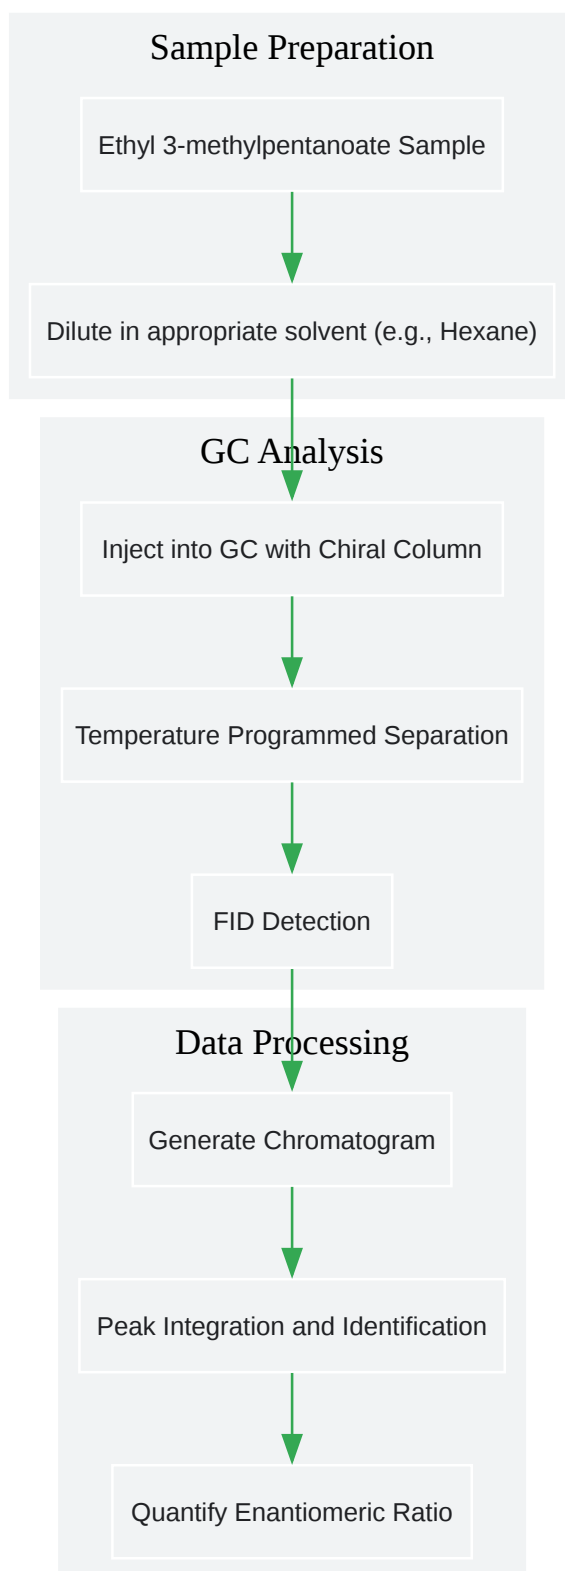 Sample Preparation
Ethyl 3-methylpentanoate Sample
Dilute in appropriate solvent (e.g., Hexane)
GC Analysis
Inject into GC with Chiral Column
Temperature Programmed Separation
FID Detection
Data Processing
Generate Chromatogram
Peak Integration and Identification
Quantify Enantiomeric Ratio